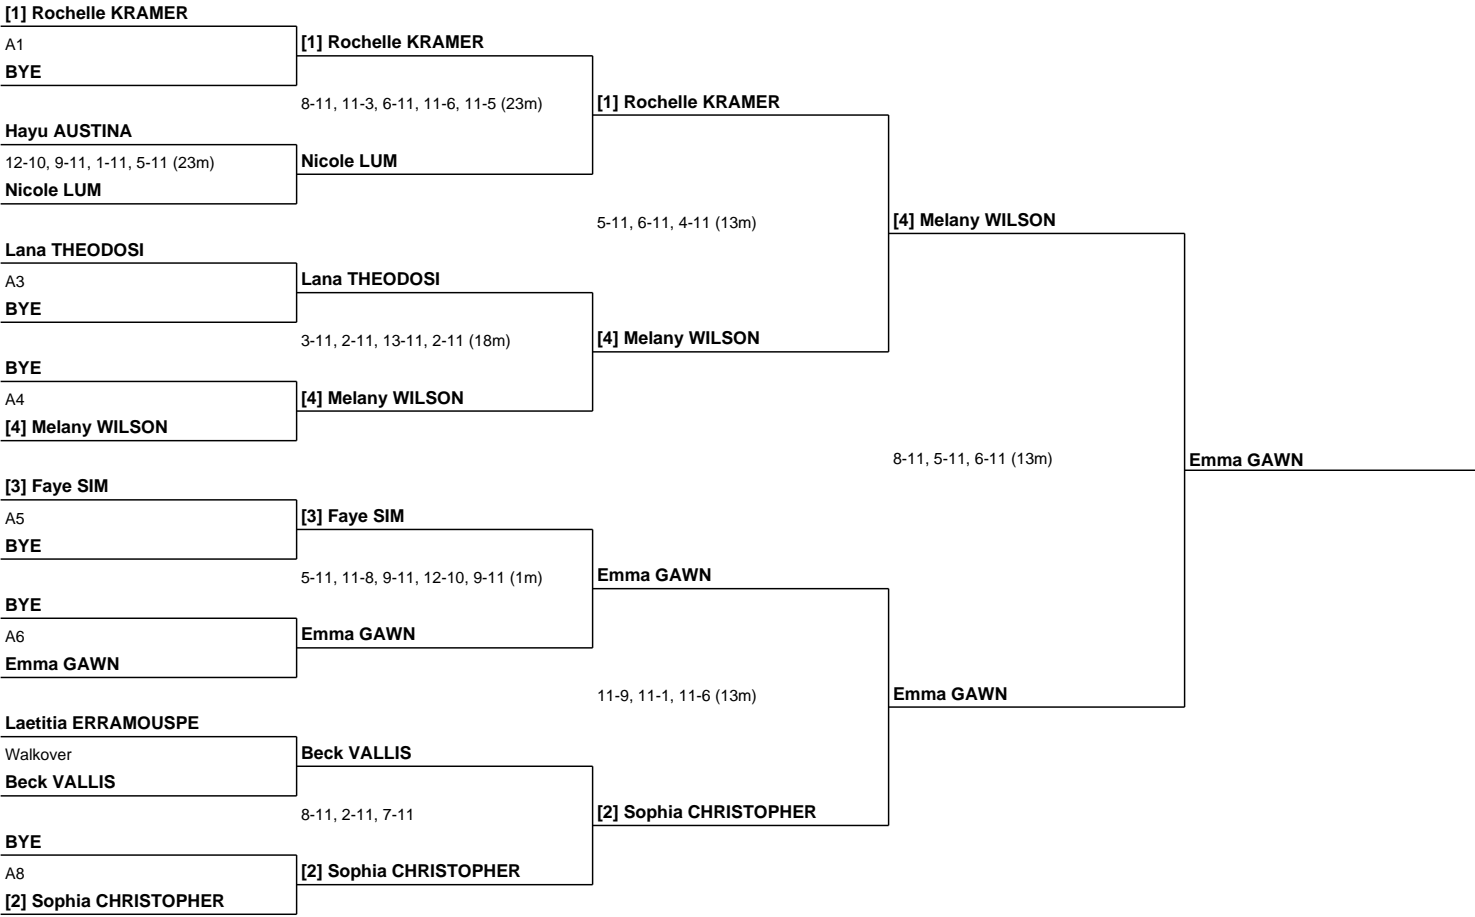 [1] Rochelle KRAMER
A1
BYE
Hayu AUSTINA
12-10, 9-11, 1-11, 5-11 (23m)
Nicole LUM
Lana THEODOSI
A3
BYE
BYE
A4
[4] Melany WILSON
[3] Faye SIM
A5
BYE
BYE
A6
Emma GAWN
Laetitia ERRAMOUSPE
Walkover
Beck VALLIS
BYE
A8
[2] Sophia CHRISTOPHER
[1] Rochelle KRAMER
8-11, 11-3, 6-11, 11-6, 11-5 (23m)
Nicole LUM
Lana THEODOSI
3-11, 2-11, 13-11, 2-11 (18m)
[4] Melany WILSON
[3] Faye SIM
5-11, 11-8, 9-11, 12-10, 9-11 (1m)
Emma GAWN
Beck VALLIS
8-11, 2-11, 7-11
[2] Sophia CHRISTOPHER
[1] Rochelle KRAMER
5-11, 6-11, 4-11 (13m)
[4] Melany WILSON
Emma GAWN
11-9, 11-1, 11-6 (13m)
[2] Sophia CHRISTOPHER
[4] Melany WILSON
8-11, 5-11, 6-11 (13m)
Emma GAWN
Emma GAWN